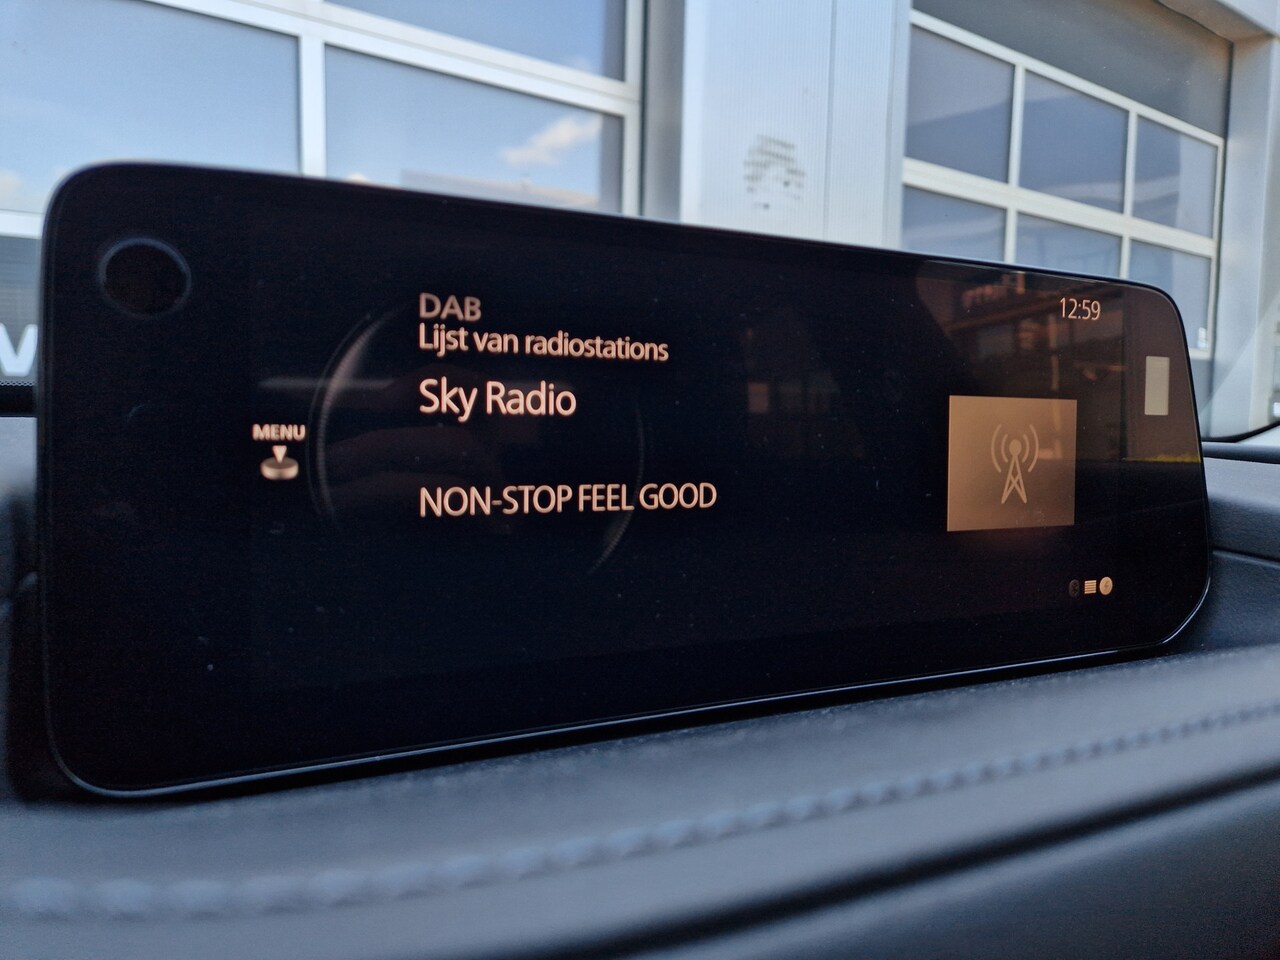 DAB
12:59
Lijst van radiostations
Sky Radio
MENU
NON-STOP FEEL GOOD